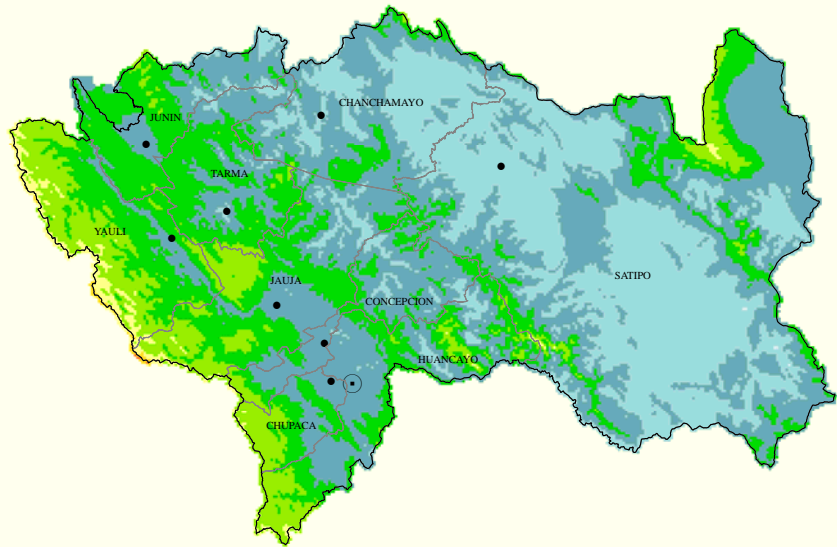 CHANCHAMAYO
JUNIN
TARMA
YAULI
SATIPO
JAUJA
CONCEPCION
HUANCAYO
CHUPACA